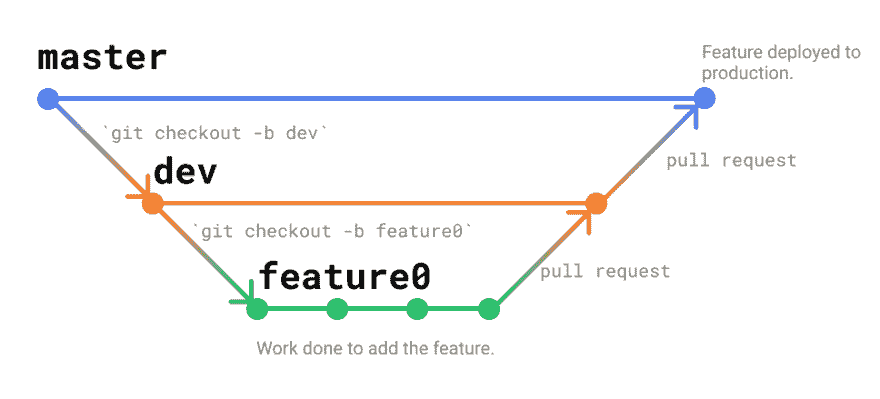 master
Feature deployed to
production.
`git checkout -b dev`
pull request
dev
`git checkout -b feature0`
feature0
pull request
Work done to add the feature.